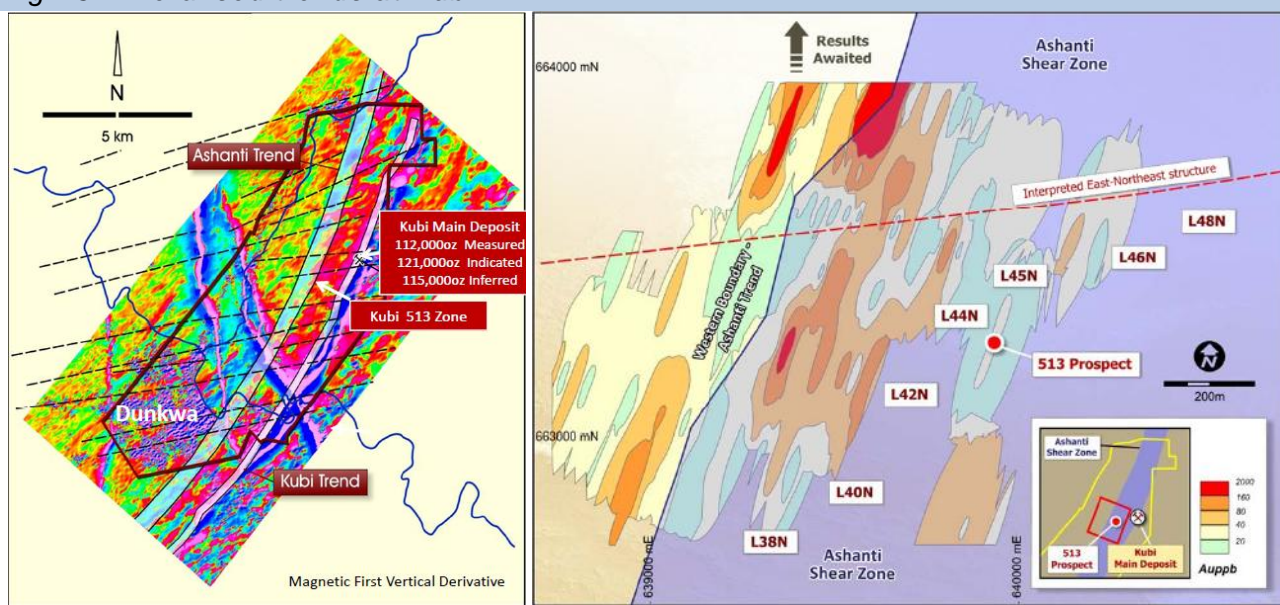 N
5 km
Ashanti Trend
Kubi Main Deposit
112,000oz Measured
121,000oz Indicated
115,000oz Inferred
Kubi 513 Zone
Dunkwa
Kubi Trend
Magnetic First Vertical Derivative
Results
Awaited
Ashanti
Shear Zone
664000 mN
Interpreted East-Northeast structure
L48N
L46N
L45N
L44N
Western Boundary -
Ashanti Trend
513 Prospect
N
200m
L42N
663000 mN
L40N
L38N
Ashanti
Shear Zone
639000 mE
640000 mE
Ashanti
Shear Zone
513
Prospect
Kubi
Main Deposit
2000
160
80
40
20
Auppb